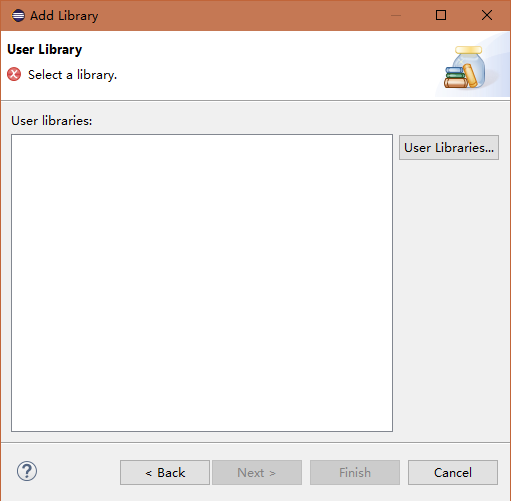 Add Library
User Library
Select a library.
User libraries:
User Libraries...
?
< Back
Next >
Finish
Cancel